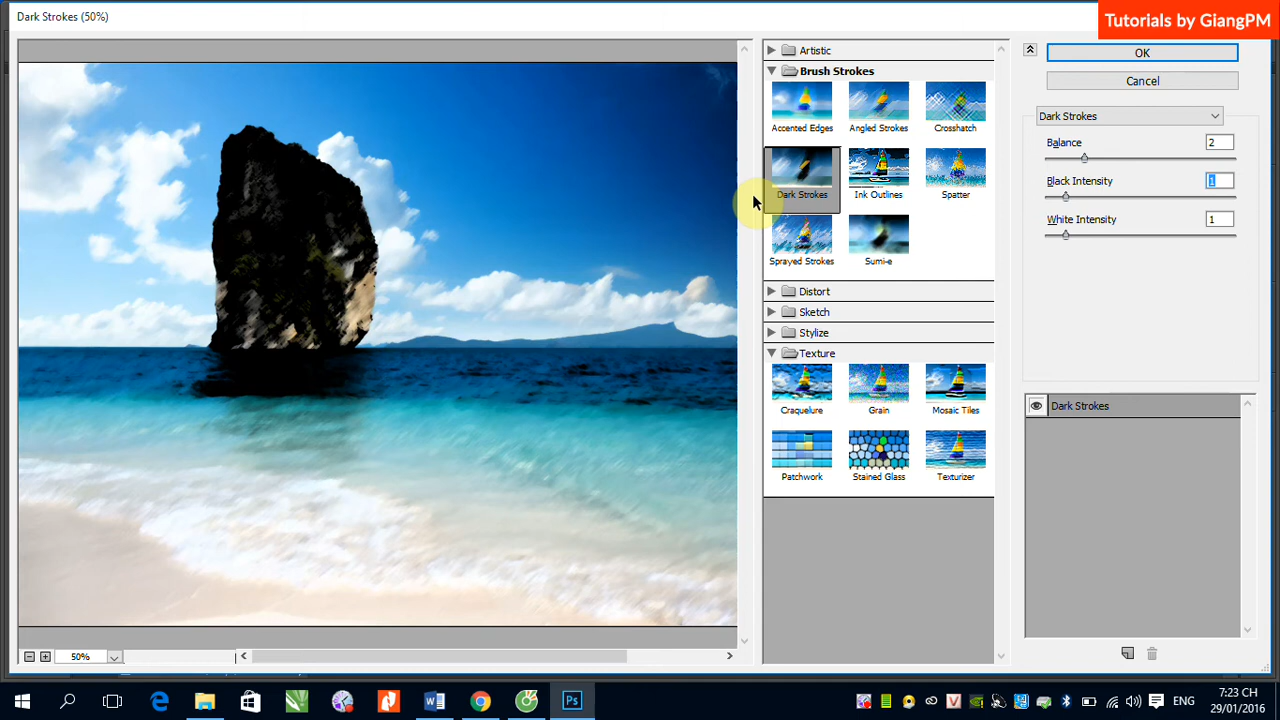 Dark Strokes (50%)
Tutorials by GiangPM
Artistic
Brush Strokes
Accented Edges
Angled Strokes
Crosshatch
Dark Strokes
Ink Outlines
Spatter
Sprayed Strokes
Sumi-e
Distort
Sketch
Stylize
Texture
Craquelure
Grain
Mosaic Tiles
Patchwork
Stained Glass
Texturizer
OK
Cancel
Dark Strokes
Balance
2
Black Intensity
1
White Intensity
1
Dark Strokes
50%
ENG
7:23 CH
29/01/2016